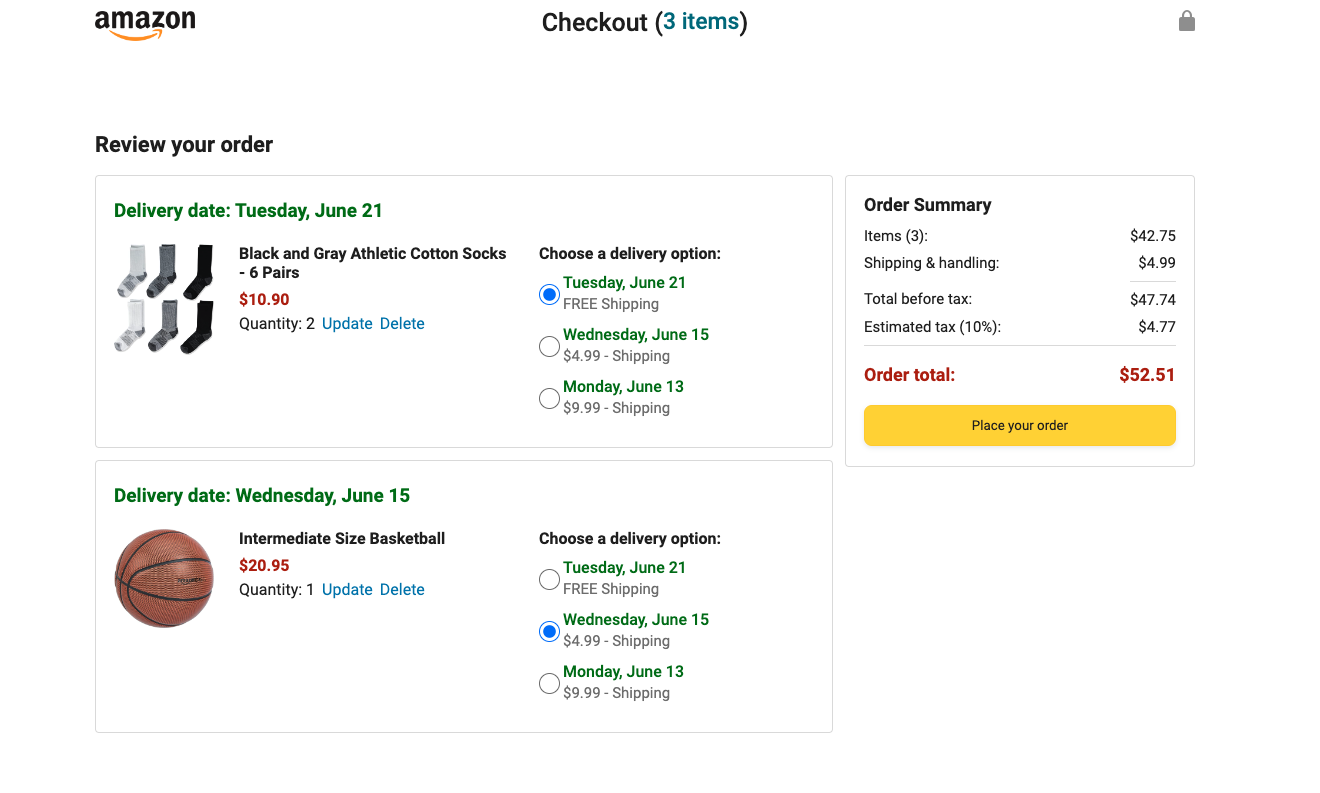 amazon
Checkout (3 items)
Review your order
Delivery date: Tuesday, June 21
Black and Gray Athletic Cotton Socks
- 6 Pairs
$10.90
Quantity: 2 Update Delete
Choose a delivery option:
Tuesday, June 21
FREE Shipping
Wednesday, June 15
$4.99 - Shipping
Monday, June 13
$9.99 - Shipping
Delivery date: Wednesday, June 15
Intermediate Size Basketball
$20.95
Quantity: 1 Update Delete
Choose a delivery option:
Tuesday, June 21
FREE Shipping
Wednesday, June 15
$4.99 - Shipping
Monday, June 13
$9.99 - Shipping
Order Summary
Items (3): $42.75
Shipping & handling: $4.99
Total before tax: $47.74
Estimated tax (10%): $4.77
Order total: $52.51
Place your order